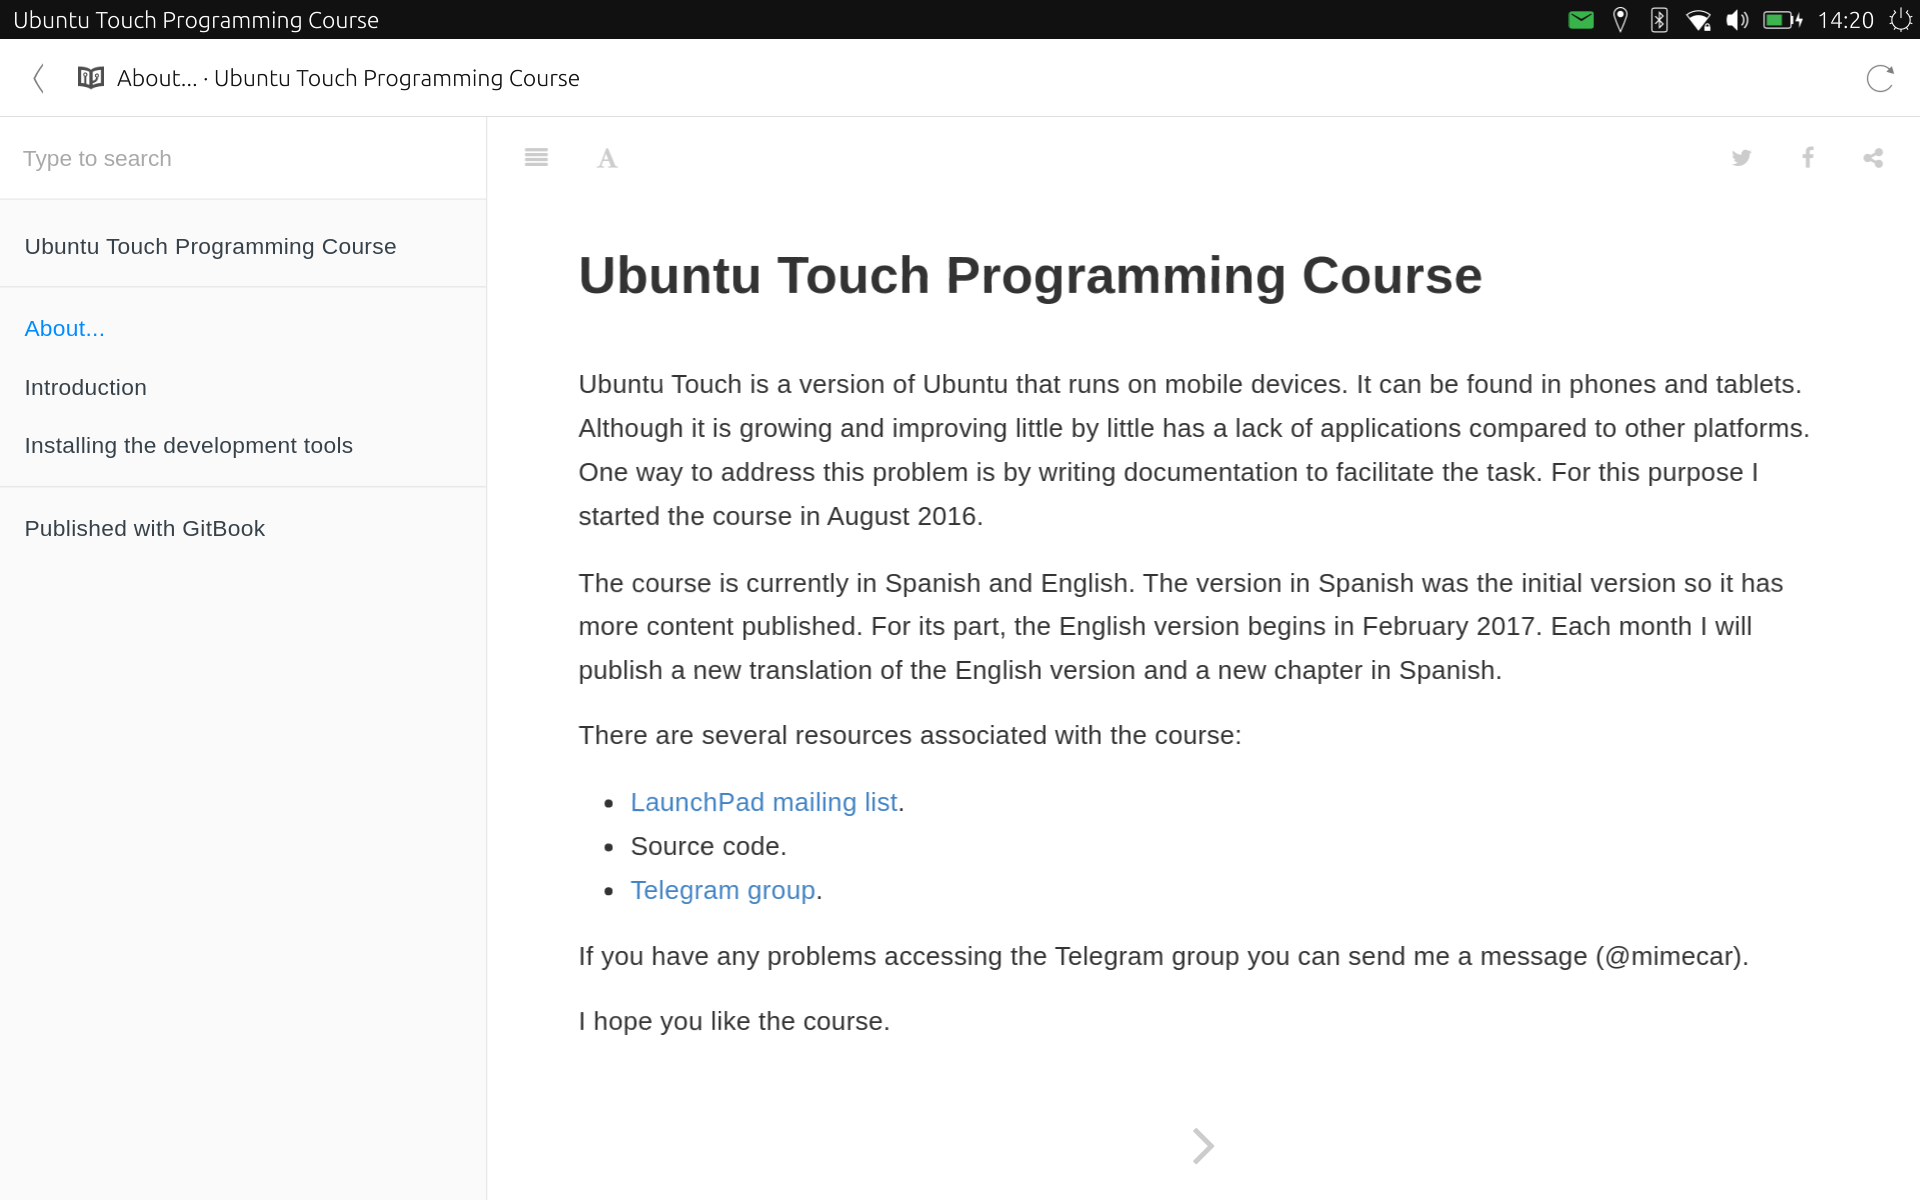 Ubuntu Touch Programming Course
14:20
About... · Ubuntu Touch Programming Course
Type to search
Ubuntu Touch Programming Course
About...
Introduction
Installing the development tools
Published with GitBook
A
Ubuntu Touch Programming Course
Ubuntu Touch is a version of Ubuntu that runs on mobile devices. It can be found in phones and tablets.
Although it is growing and improving little by little has a lack of applications compared to other platforms.
One way to address this problem is by writing documentation to facilitate the task. For this purpose I
started the course in August 2016.
The course is currently in Spanish and English. The version in Spanish was the initial version so it has
more content published. For its part, the English version begins in February 2017. Each month I will
publish a new translation of the English version and a new chapter in Spanish.
There are several resources associated with the course:
• LaunchPad mailing list.
• Source code.
• Telegram group.
If you have any problems accessing the Telegram group you can send me a message (@mimecar).
I hope you like the course.